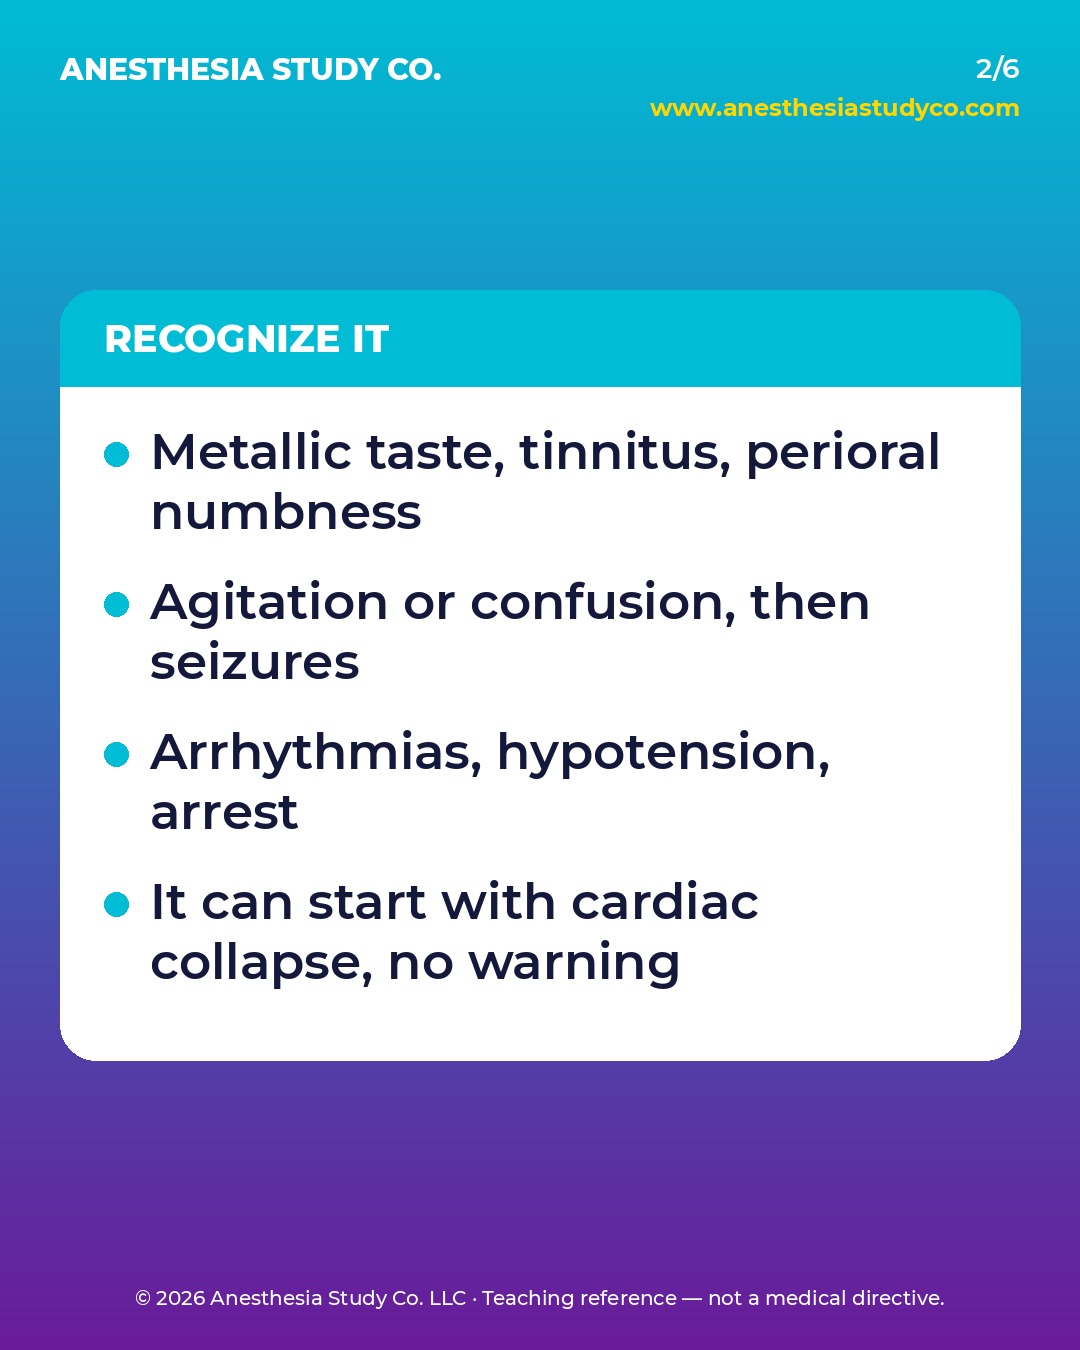 ANESTHESIA STUDY CO.
2/6
www.anesthesiastudyco.com
RECOGNIZE IT
Metallic taste, tinnitus, perioral
numbness
Agitation or confusion, then
seizures
Arrhythmias, hypotension,
arrest
It can start with cardiac
collapse, no warning
© 2026 Anesthesia Study Co. LLC · Teaching reference — not a medical directive.